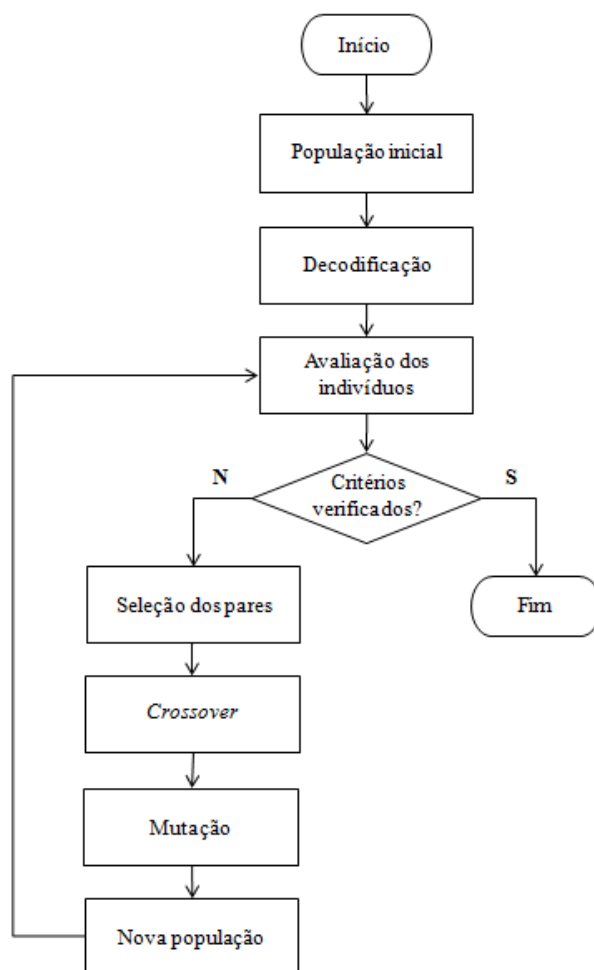 Início
População inicial
Decodificação
Avaliação dos
indivíduos
Critérios
verificados?
N
S
Seleção dos pares
Fim
Crossover
Mutação
Nova população